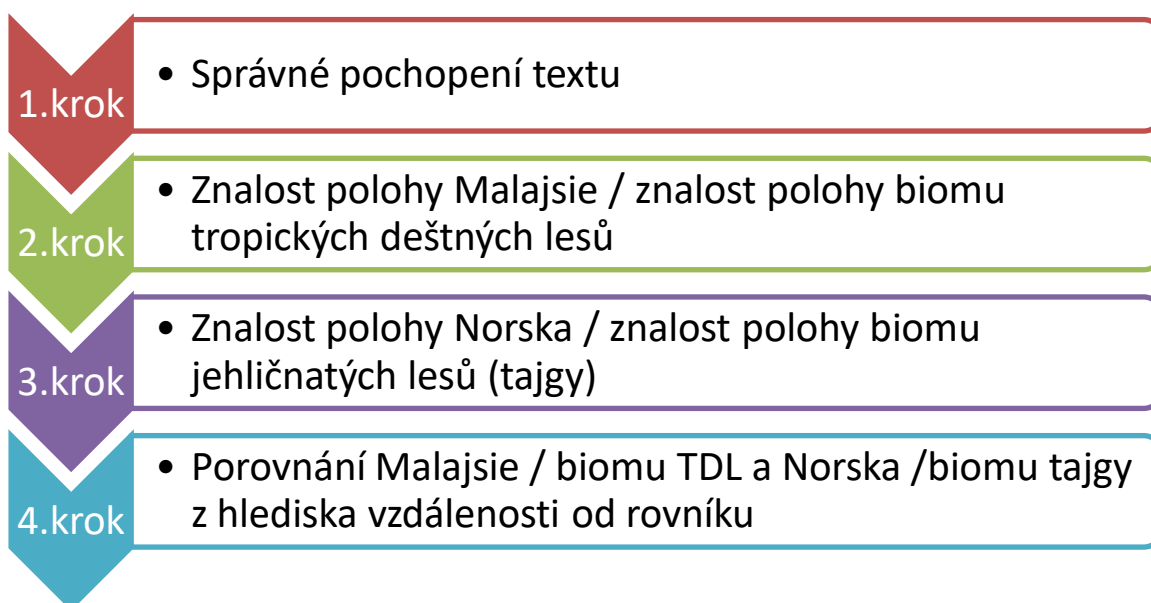 1.krok
• Správné pochopení textu
2.krok
• Znalost polohy Malajsie / znalost polohy biomu
tropických deštných lesů
3.krok
• Znalost polohy Norska / znalost polohy biomu
jehličnatých lesů (tajgy)
4.krok
• Porovnání Malajsie / biomu TDL a Norska /biomu tajgy
z hlediska vzdálenosti od rovníku